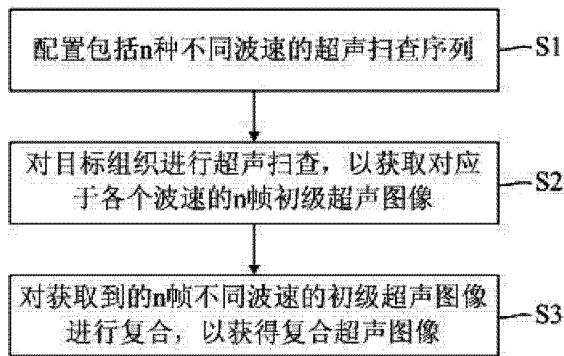 配置包括n种不同波速的超声扫查序列
S1
对目标组织进行超声扫查，以获取对应
于各个波速的n帧初级超声图像
S2
对获取到的n帧不同波速的初级超声图像
进行复合，以获得复合超声图像
S3